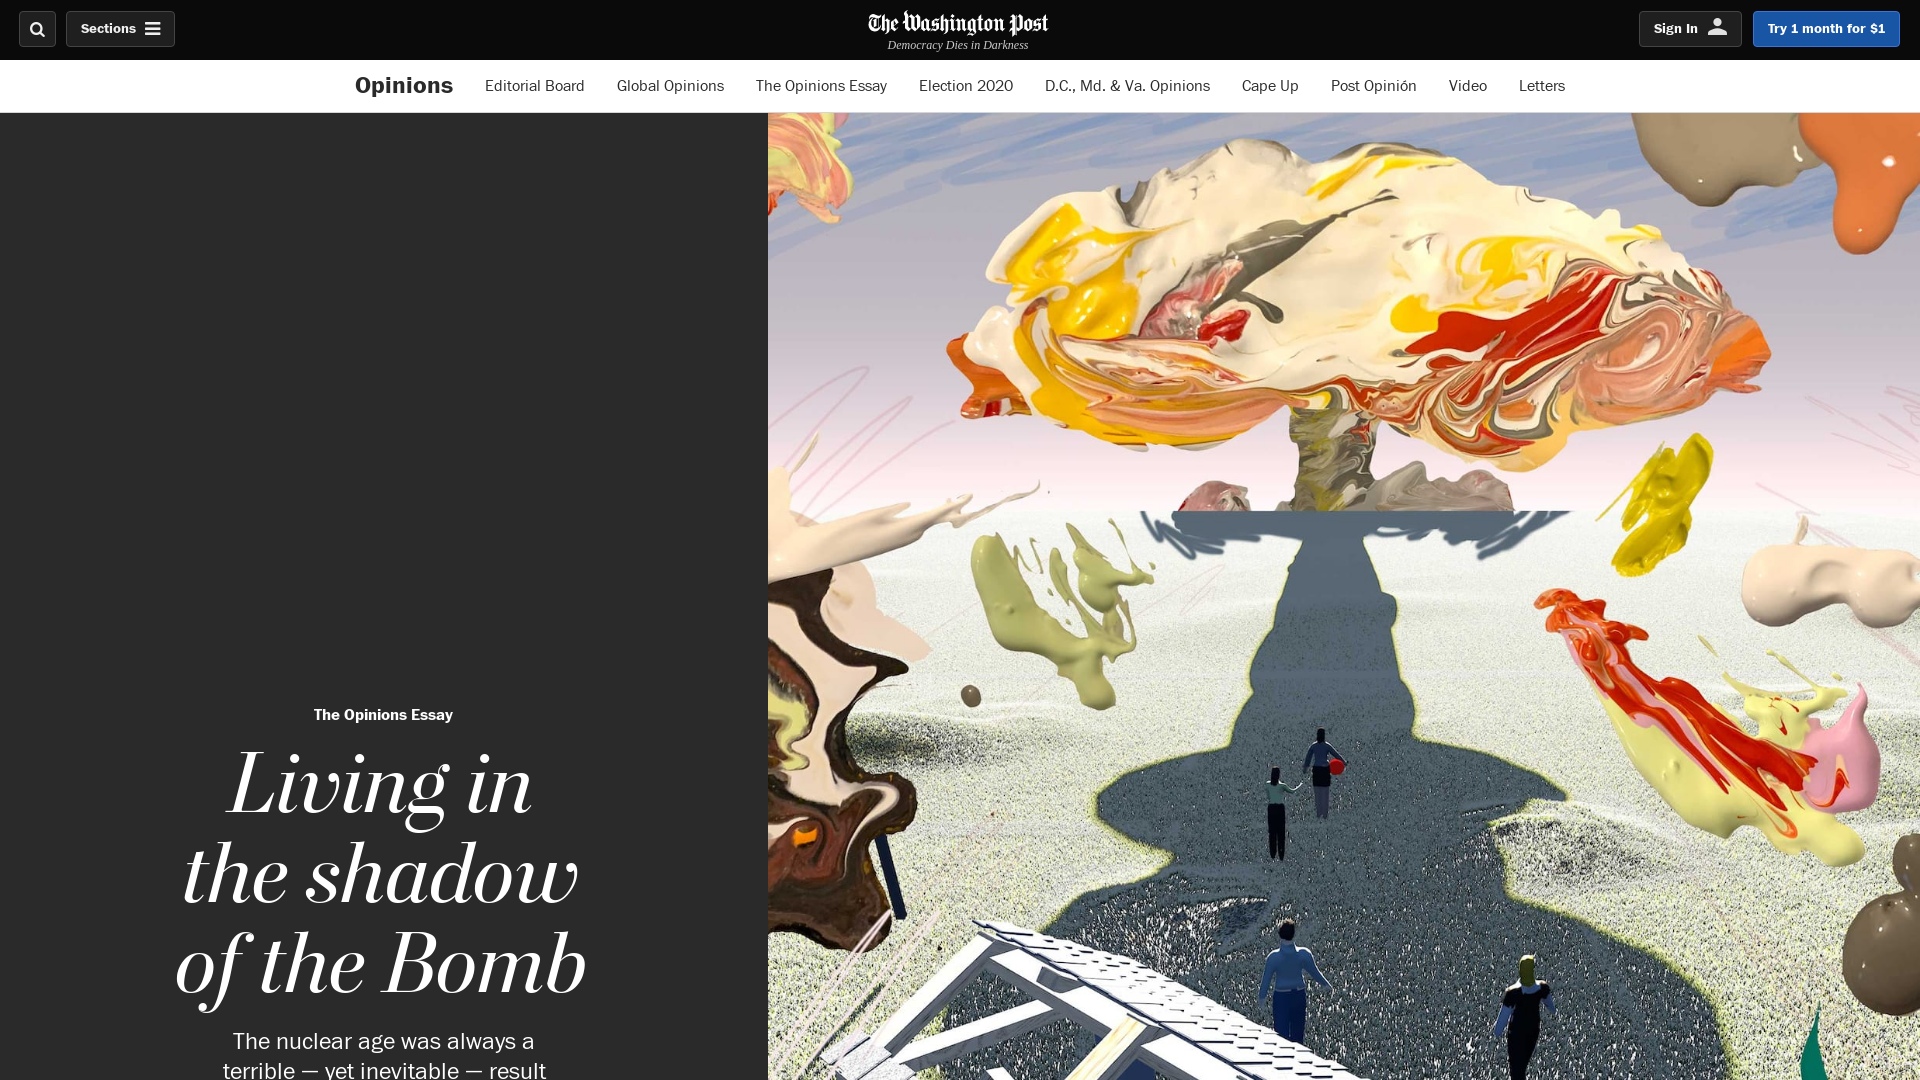 Sections
The Washington Post
Democracy Dies in Darkness
Sign In
Try 1 month for $1
Opinions
Editorial Board
Global Opinions
The Opinions Essay
Election 2020
D.C., Md. & Va. Opinions
Cape Up
Post Opinión
Video
Letters
The Opinions Essay
Living in
the shadow
of the Bomb
The nuclear age was always a
terrible — yet inevitable — result